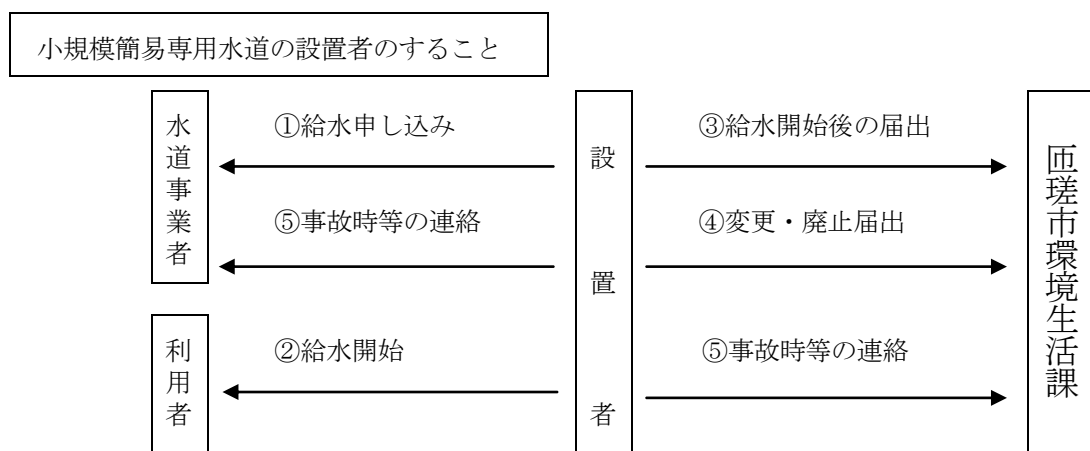 小規模簡易専用水道の設置者のすること
水道事業者
①給水申し込み
⑤事故時等の連絡
利用者
②給水開始
設置者
③給水開始後の届出
④変更・廃止届出
⑤事故時等の連絡
匝瑳市環境生活課